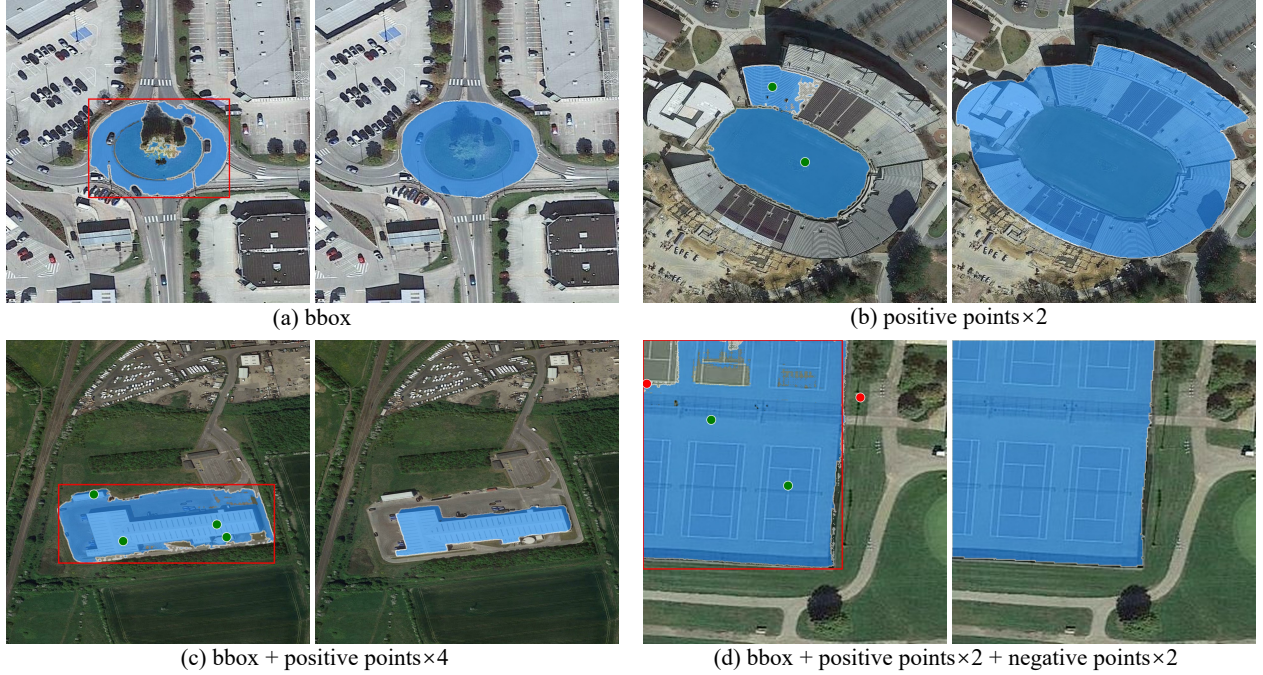 (a) bbox
(b) positive points×2
(c) bbox + positive points×4
(d) bbox + positive points×2 + negative points×2